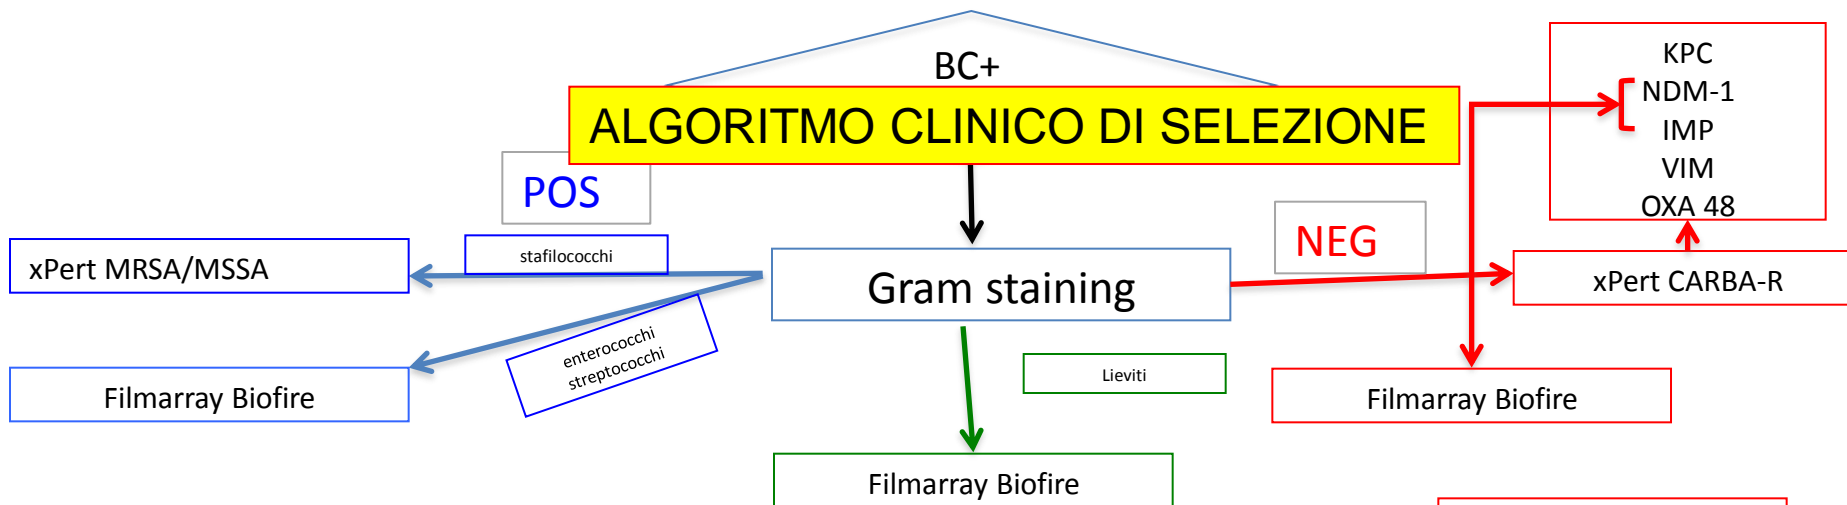 BC+
ALGORITMO CLINICO DI SELEZIONE
KPC
NDM-1
IMP
VIM
OXA 48
POS
NEG
stafilococchi
xPert MRSA/MSSA
Gram staining
xPert CARBA-R
enterococchi
streptococchi
Lieviti
Filmarray Biofire
Filmarray Biofire
Filmarray Biofire